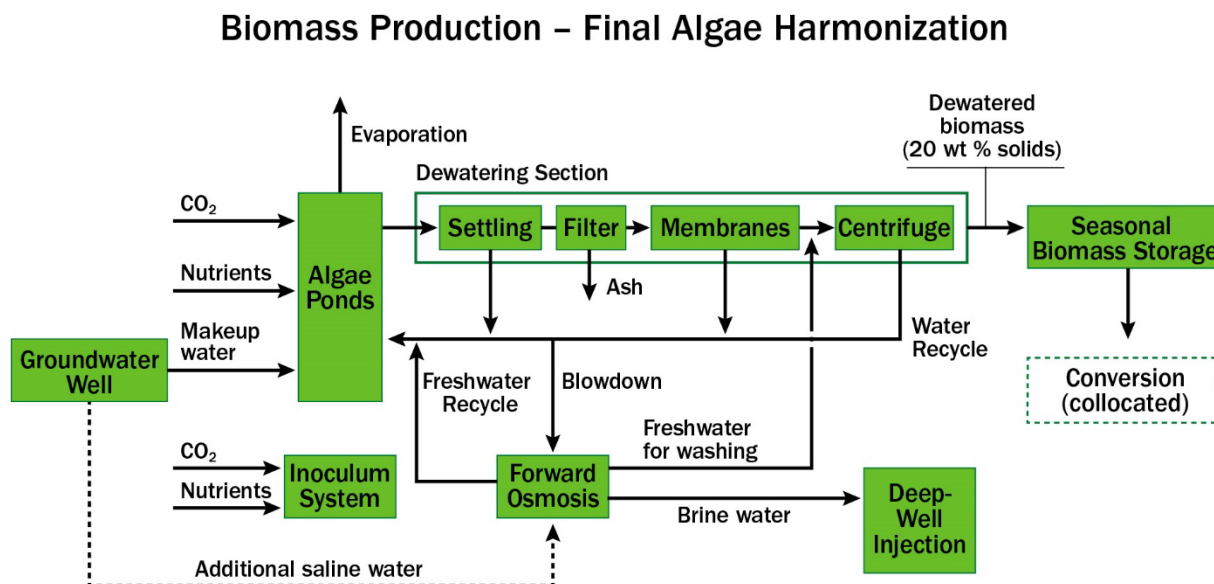 Biomass Production – Final Algae Harmonization
Evaporation
Dewatered
biomass
(20 wt % solids)
Dewatering Section
CO₂
Settling
Filter
Membranes
Centrifuge
Seasonal
Biomass Storage
Nutrients
Algae
Ponds
Ash
Makeup
water
Water
Recycle
Groundwater
Well
Freshwater
Recycle
Blowdown
Conversion
(collocated)
Freshwater
for washing
CO₂
Nutrients
Inoculum
System
Forward
Osmosis
Brine water
Deep-
Well
Injection
Additional saline water